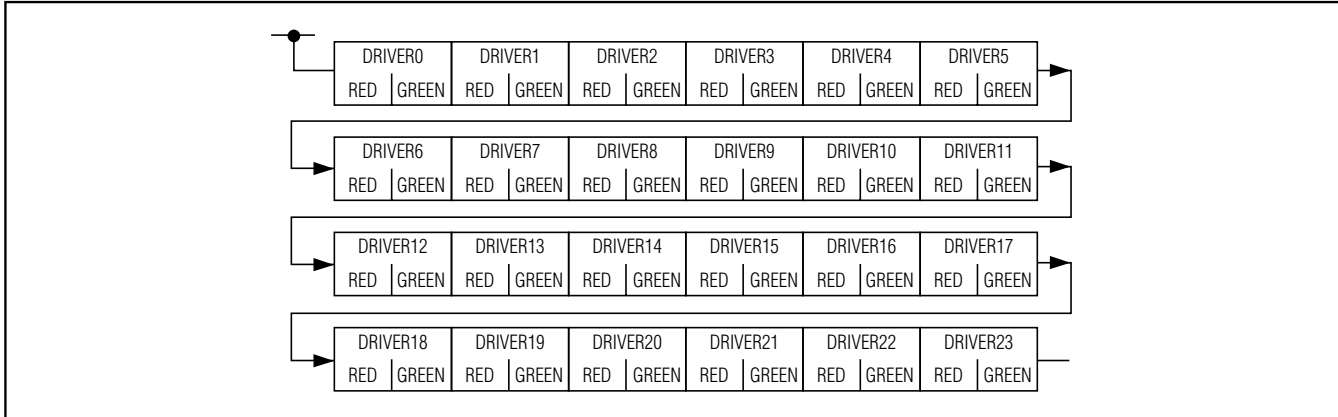 DRIVER0 DRIVER1 DRIVER2 DRIVER3 DRIVER4 DRIVER5
RED GREEN RED GREEN RED GREEN RED GREEN RED GREEN RED GREEN
DRIVER6 DRIVER7 DRIVER8 DRIVER9 DRIVER10 DRIVER11
RED GREEN RED GREEN RED GREEN RED GREEN RED GREEN RED GREEN
DRIVER12 DRIVER13 DRIVER14 DRIVER15 DRIVER16 DRIVER17
RED GREEN RED GREEN RED GREEN RED GREEN RED GREEN RED GREEN
DRIVER18 DRIVER19 DRIVER20 DRIVER21 DRIVER22 DRIVER23
RED GREEN RED GREEN RED GREEN RED GREEN RED GREEN RED GREEN